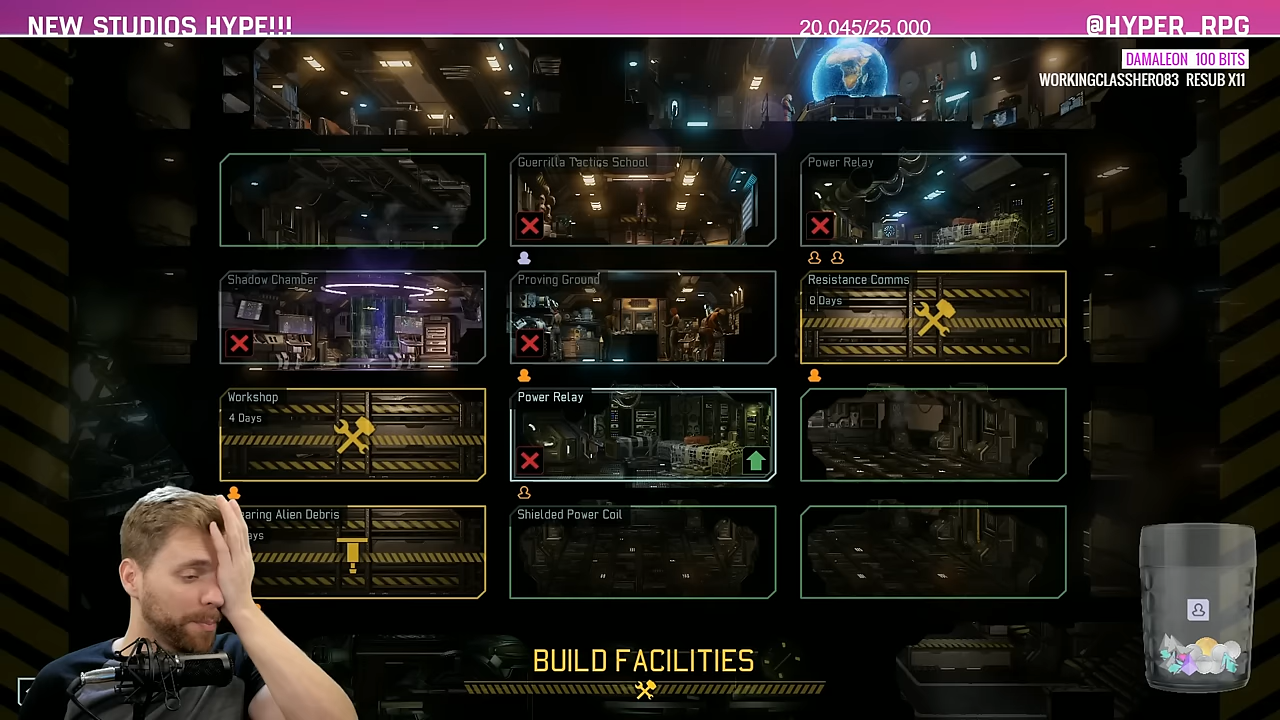 NEW STUDIOS HYPE!!!
20,045/25,000
@HYPER_RPG
DAMALEON 100 BITS
WORKINGCLASSHERO83 RESUB X11
Guerrilla Tactics School
Power Relay
Shadow Chamber
Proving Ground
Resistance Comms
8 Days
Workshop
4 Days
Power Relay
earing Alien Debris
ays
Shielded Power Coil
BUILD FACILITIES